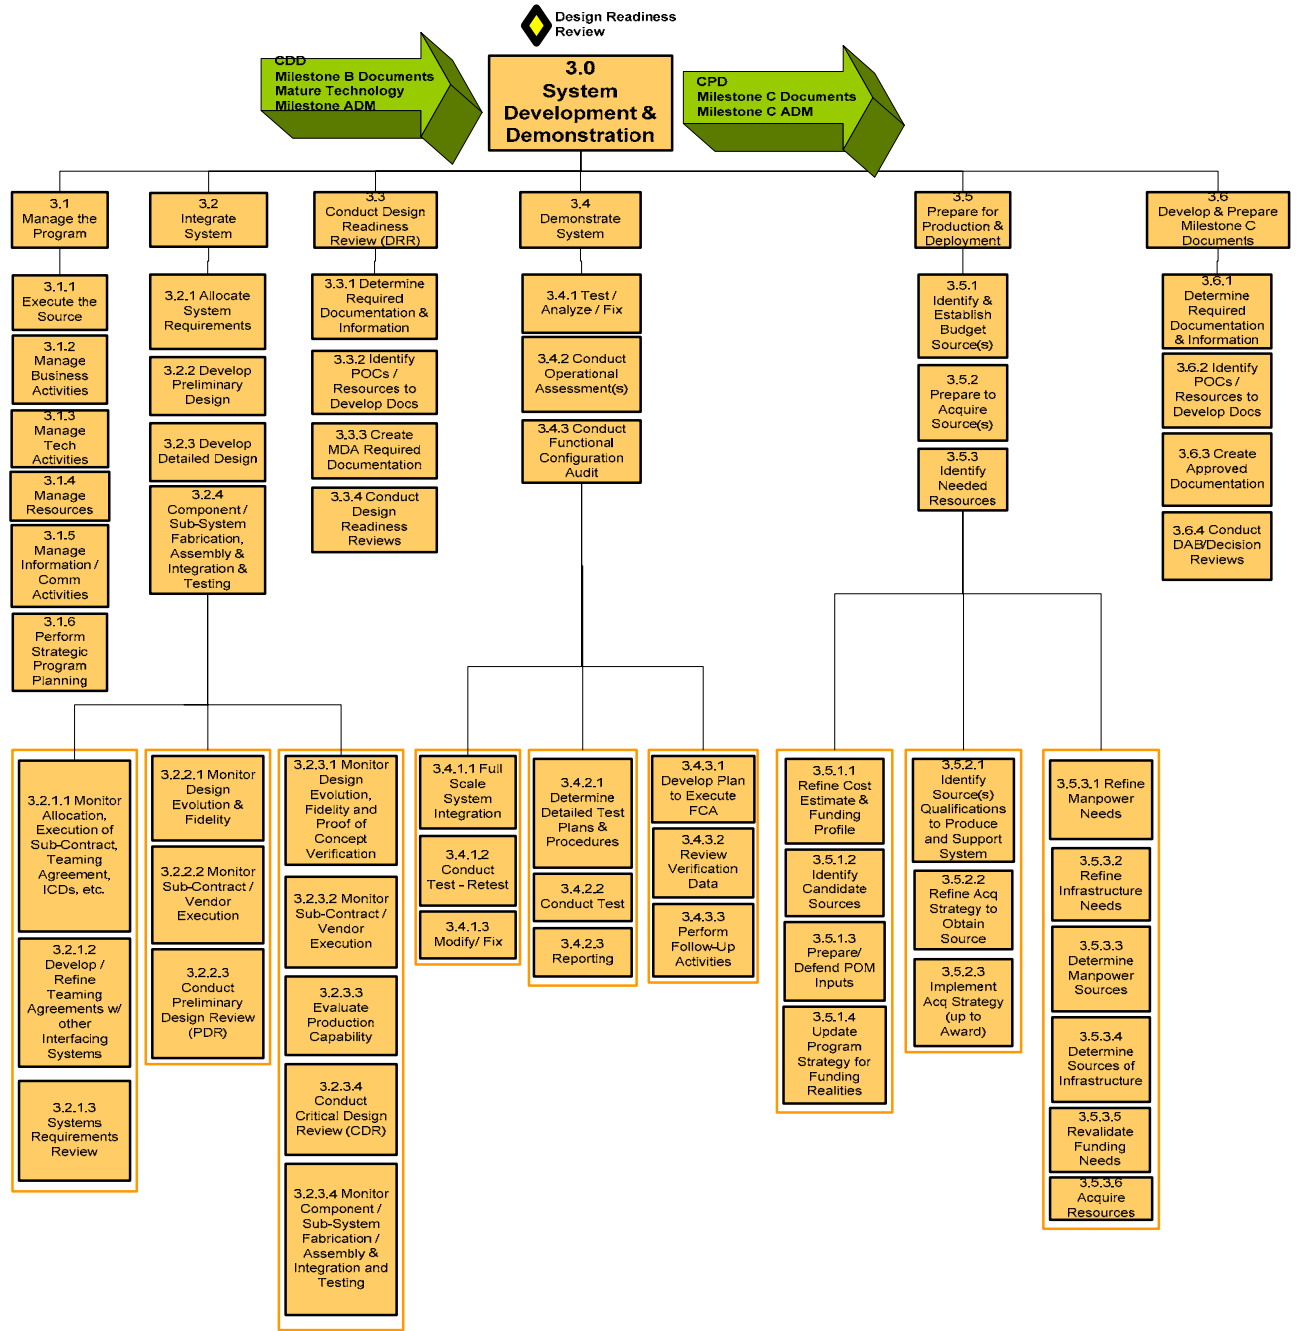 Design Readiness
Review
CDD
Milestone B Documents
Mature Technology
Milestone ADM
3.0
System
Development &
Demonstration
CPD
Milestone C Documents
Milestone C ADM
3.1
Manage the
Program
3.2
Integrate
System
3.3
Conduct Design
Readiness
Review (DRR)
3.4
Demonstrate
System
3.5
Prepare for
Production &
Deployment
3.6
Develop & Prepare
Milestone C
Documents
3.1.1
Execute the
Source
3.1.2
Manage
Business
Activities
3.1.3
Manage
Tech
Activities
3.1.4
Manage
Resources
3.1.5
Manage
Information /
Comm
Activities
3.1.6
Perform
Strategic
Program
Planning
3.2.1 Allocate
System
Requirements
3.2.2 Develop
Preliminary
Design
3.2.3 Develop
Detailed Design
3.2.4
Component /
Sub-System
Fabrication,
Assembly &
Integration &
Testing
3.3.1 Determine
Required
Documentation &
Information
3.3.2 Identify
POCs /
Resources to
Develop Docs
3.3.3 Create
MDA Required
Documentation
3.3.4 Conduct
Design
Readiness
Reviews
3.4.1 Test /
Analyze / Fix
3.4.2 Conduct
Operational
Assessment(s)
3.4.3 Conduct
Functional
Configuration
Audit
3.5.1
Identify &
Establish
Budget
Source(s)
3.5.2
Prepare to
Acquire
Source(s)
3.5.3
Identify
Needed
Resources
3.6.1
Determine
Required
Documentation
& Information
3.6.2 Identify
POCs /
Resources to
Develop Docs
3.6.3 Create
Approved
Documentation
3.6.4 Conduct
DAB/Decision
Reviews
3.2.1.1 Monitor
Allocation,
Execution of
Sub-Contract,
Teaming
Agreement,
ICDs, etc.
3.2.1.2
Develop /
Refine
Teaming
Agreements w/
other
Interfacing
Systems
3.2.1.3
Systems
Requirements
Review
3.2.2.1 Monitor
Design
Evolution &
Fidelity
3.2.2.2 Monitor
Sub-Contract /
Vendor
Execution
3.2.2.3
Conduct
Preliminary
Design Review
(PDR)
3.2.3.1 Monitor
Design
Evolution,
Fidelity and
Proof of
Concept
Verification
3.2.3.2 Monitor
Sub-Contract /
Vendor
Execution
3.2.3.3
Evaluate
Production
Capability
3.2.3.4
Conduct
Critical Design
Review (CDR)
3.2.3.4 Monitor
Component /
Sub-System
Fabrication /
Assembly &
Integration and
Testing
3.4.1.1 Full
Scale
System
Integration
3.4.1.2
Conduct
Test - Retest
3.4.1.3
Modify/ Fix
3.4.2.1
Determine
Detailed Test
Plans &
Procedures
3.4.2.2
Conduct Test
3.4.2.3
Reporting
3.4.3.1
Develop Plan
to Execute
FCA
3.4.3.2
Review
Verification
Data
3.4.3.3
Perform
Follow-Up
Activities
3.5.1.1
Refine Cost
Estimate &
Funding
Profile
3.5.1.2
Identify
Candidate
Sources
3.5.1.3
Prepare/
Defend POM
Inputs
3.5.1.4
Update
Program
Strategy for
Funding
Realities
3.5.2.1
Identify
Source(s)
Qualifications
to Produce
and Support
System
3.5.2.2
Refine Acq
Strategy to
Obtain
Source
3.5.2.3
Implement
Acq Strategy
(up to
Award)
3.5.3.1 Refine
Manpower
Needs
3.5.3.2
Refine
Infrastructure
Needs
3.5.3.3
Determine
Manpower
Sources
3.5.3.4
Determine
Sources of
Infrastructure
3.5.3.5
Revalidate
Funding
Needs
3.5.3.6
Acquire
Resources